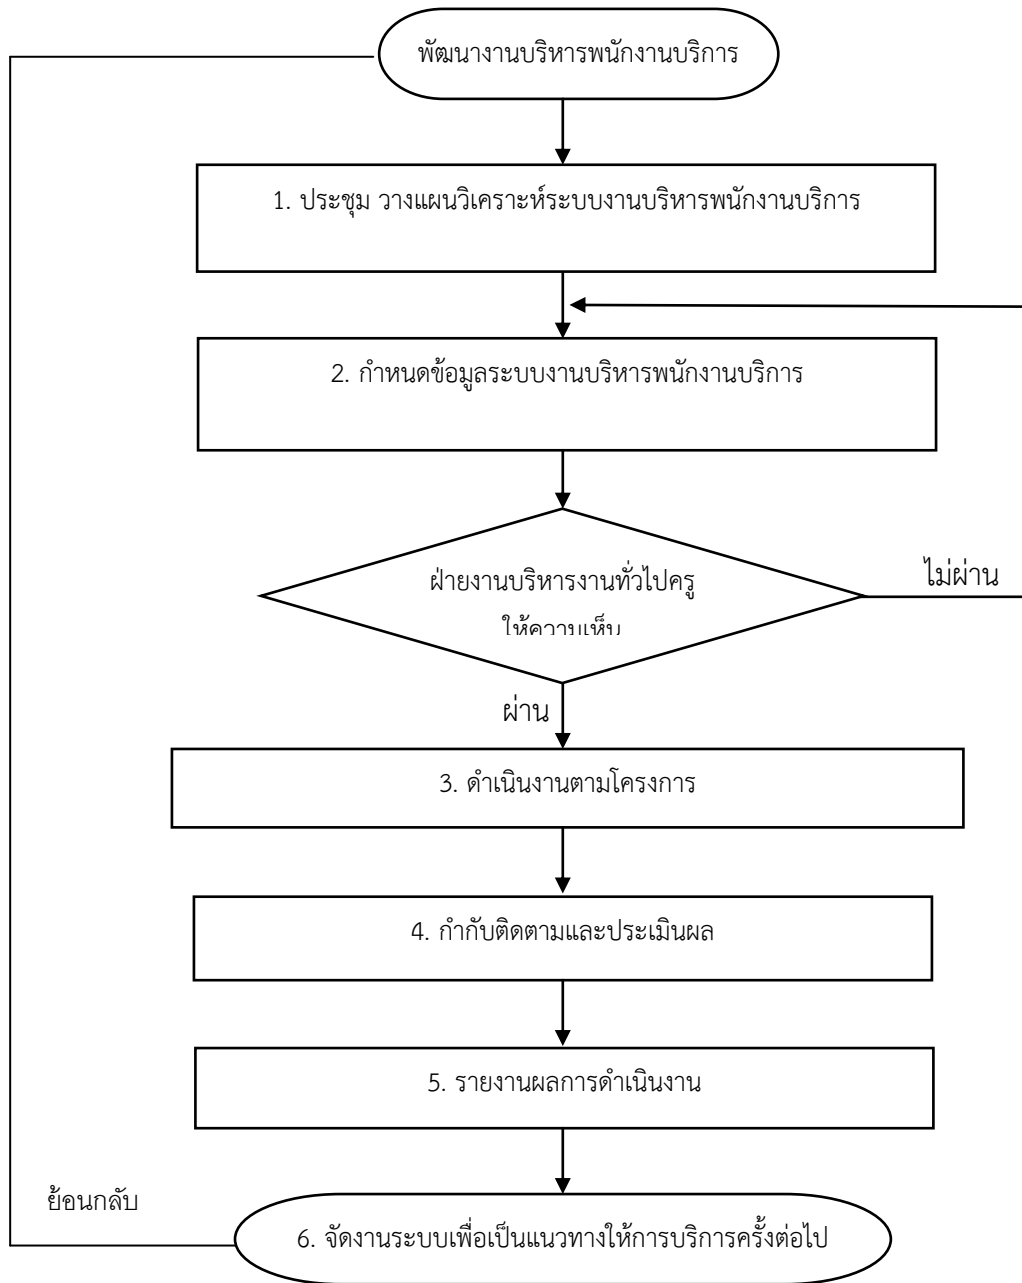 พัฒนางานบริหารพนักงานบริการ
1. ประชุม วางแผนวิเคราะห์ระบบงานบริหารพนักงานบริการ
2. กำหนดข้อมูลระบบงานบริหารพนักงานบริการ
ฝ่ายงานบริหารงานทั่วไปครู
ให้ความเห็น
ไม่ผ่าน
ผ่าน
3. ดำเนินงานตามโครงการ
4. กำกับติดตามและประเมินผล
5. รายงานผลการดำเนินงาน
ย้อนกลับ
6. จัดงานระบบเพื่อเป็นแนวทางให้การบริการครั้งต่อไป